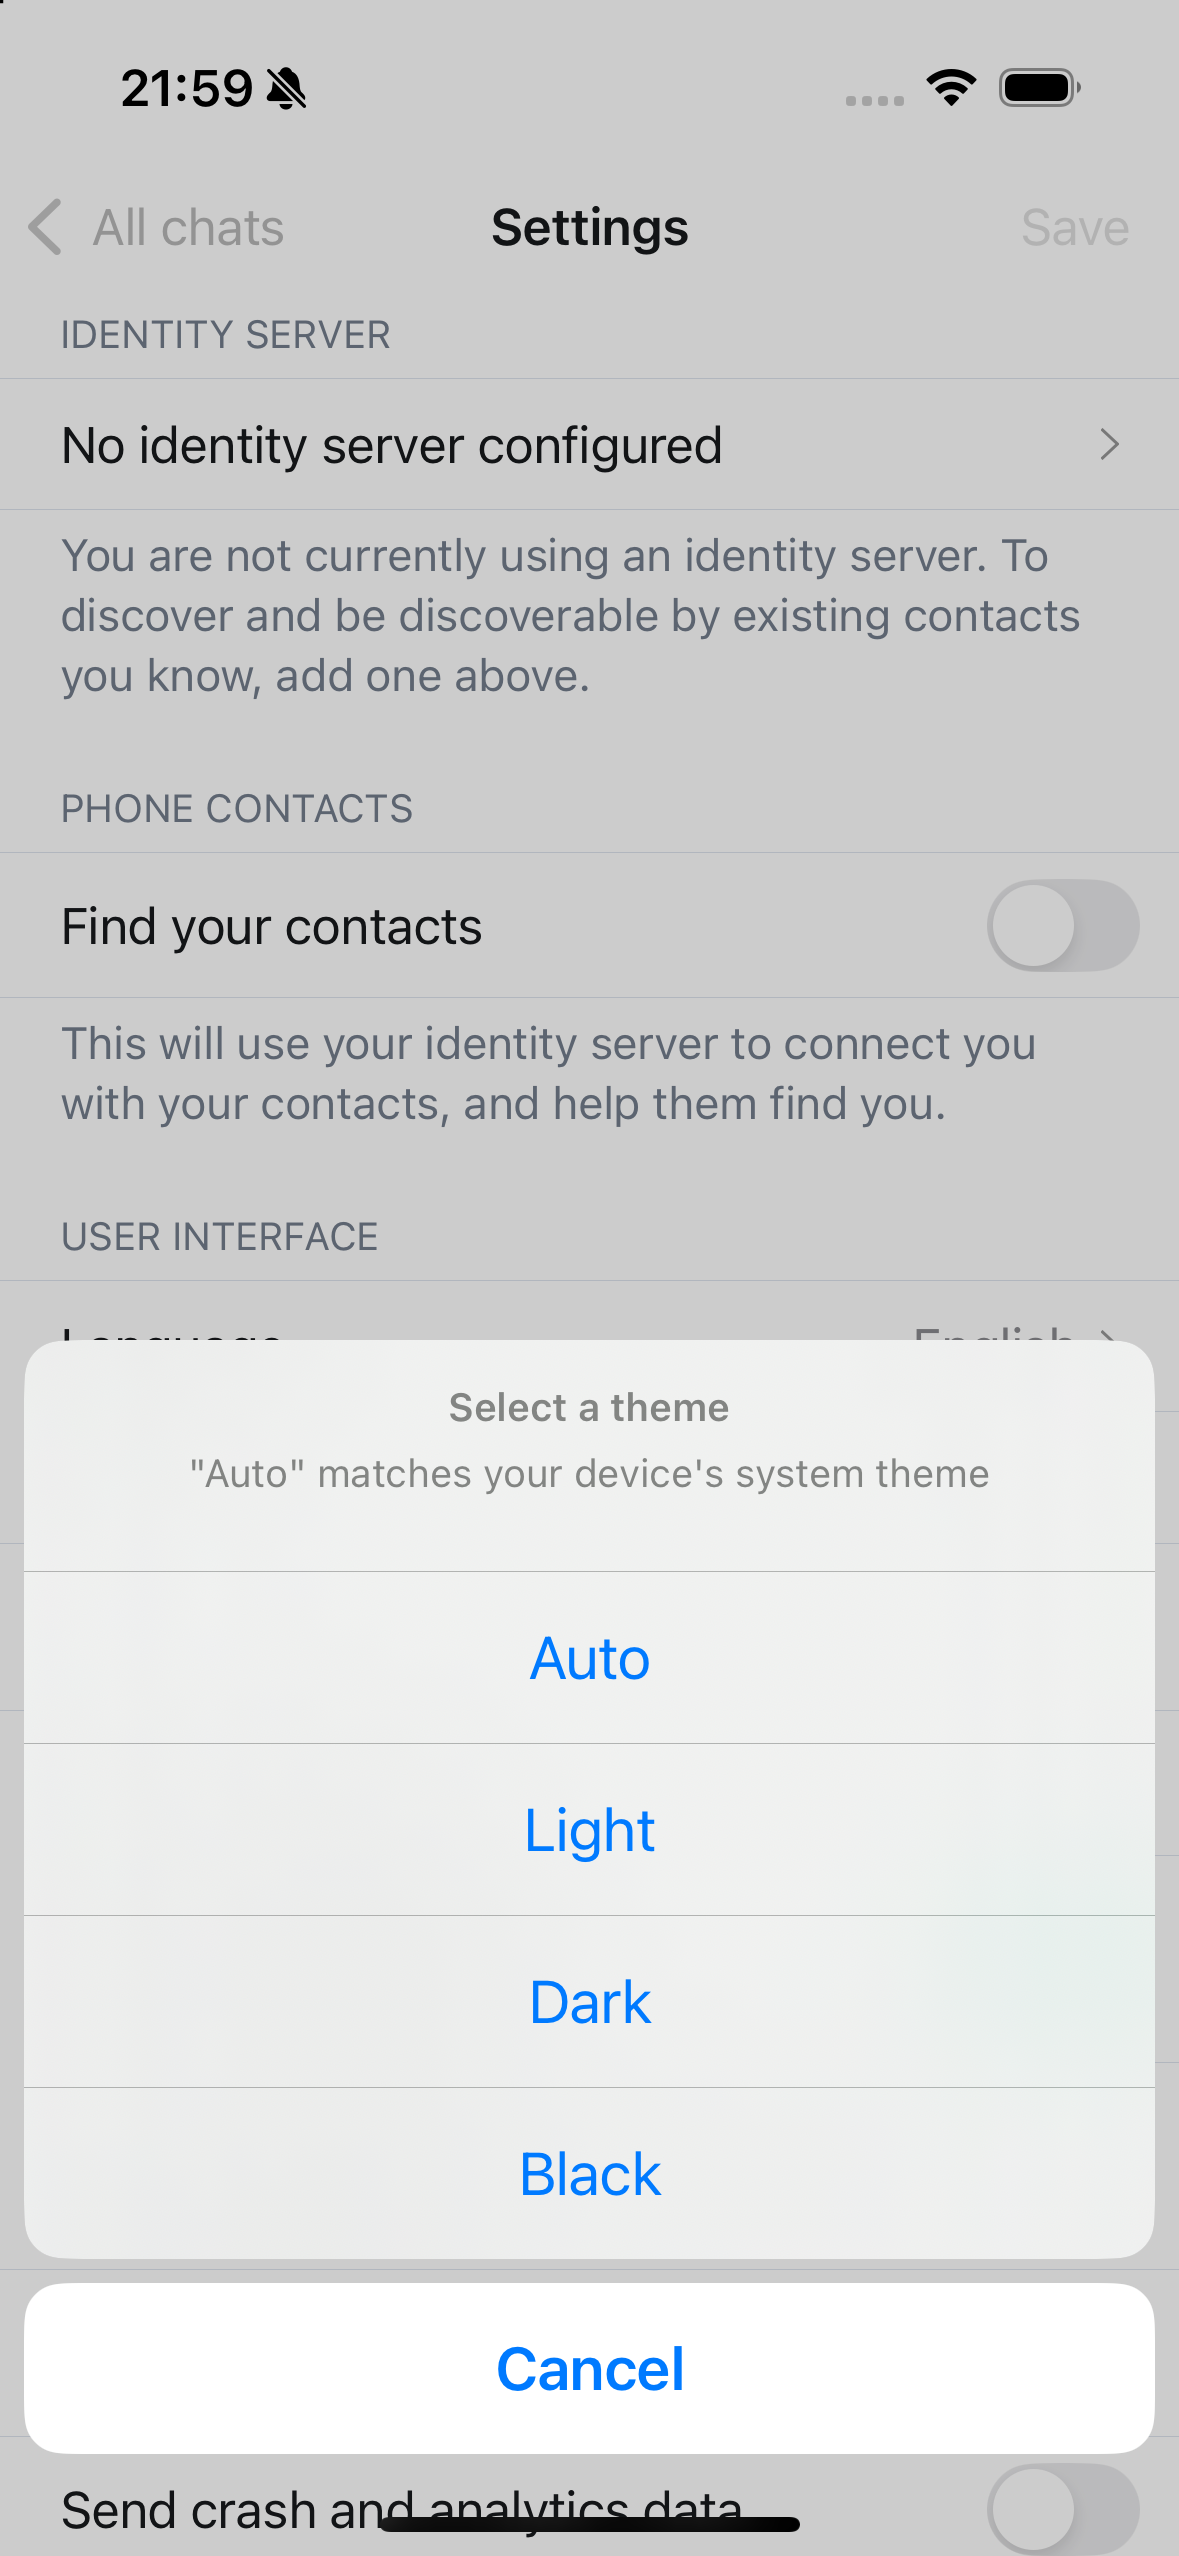 21:59
All chats
Settings
Save
IDENTITY SERVER
No identity server configured
You are not currently using an identity server. To
discover and be discoverable by existing contacts
you know, add one above.
PHONE CONTACTS
Find your contacts
This will use your identity server to connect you
with your contacts, and help them find you.
USER INTERFACE
Language
English
Select a theme
"Auto" matches your device's system theme
Auto
Light
Dark
Black
Cancel
Send crash and analytics data